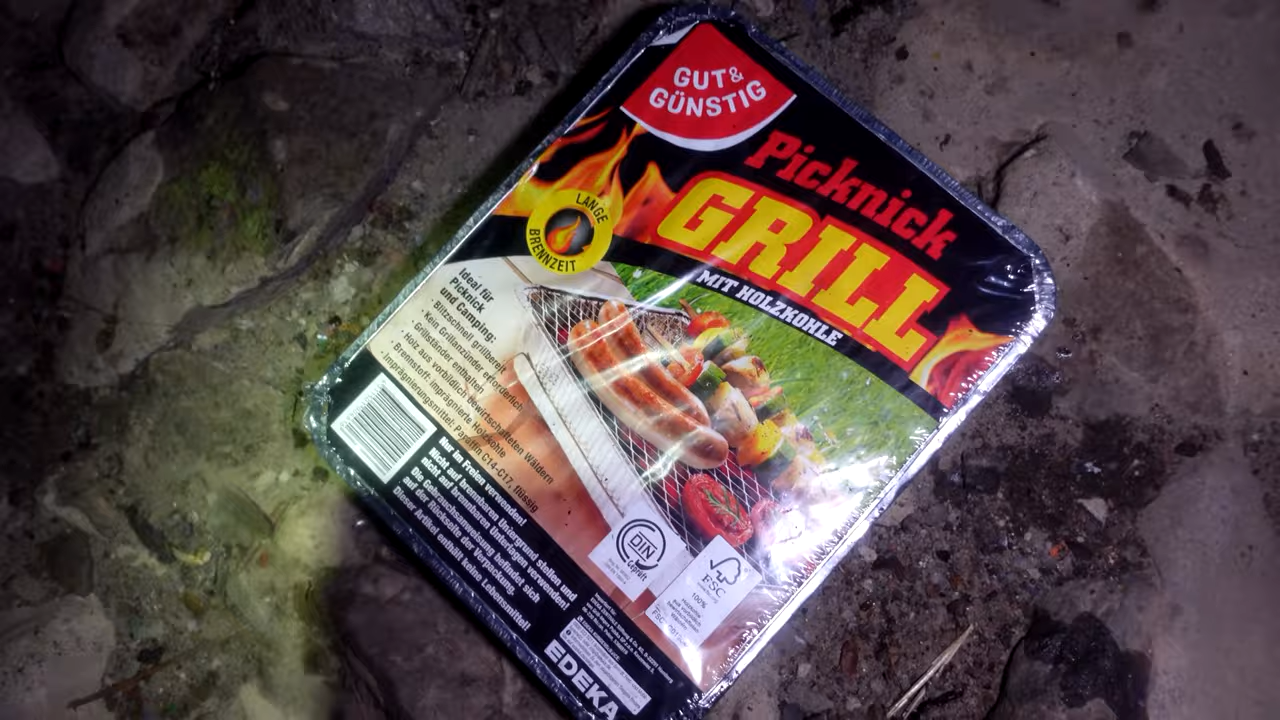 GUT&
GÜNSTIG
Picknick
GRILL
MIT HOLZKOHLE
LANGE
BRENNZEIT
Ideal für
Picknick
und Camping:
· Blitzschnell grillbereit
· Kein Grillanzünder erforderlich
· Grillständer enthalten
· Holz aus vorbildlich bewirtschafteten Wäldern
· Brennstoff: imprägnierte Holzkohle
· Imprägnierungsmittel: Paraffin C14-C17, flüssig
Nur im Freien verwenden!
Nicht auf brennbaren Untergrund stellen und
nicht auf brennbaren Unterlagen verwenden!
Die Gebrauchsanweisung befindet sich
auf der Rückseite der Verpackung.
Dieser Artikel enthält keine Lebensmittel!
DIN
Geprüft
FSC
100%
EDEKA